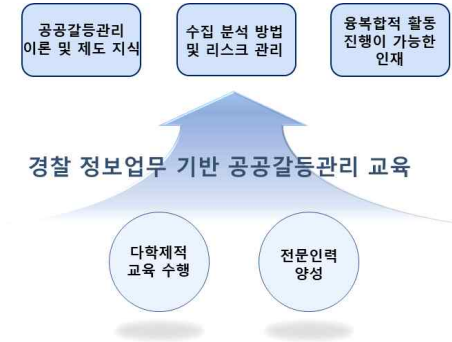 공공갈등관리
이론 및 제도 지식
수집 분석 방법
및 리스크 관리
융복합적 활동
진행이 가능한
인재
경찰 정보업무 기반 공공갈등관리 교육
다학제적
교육 수행
전문인력
양성